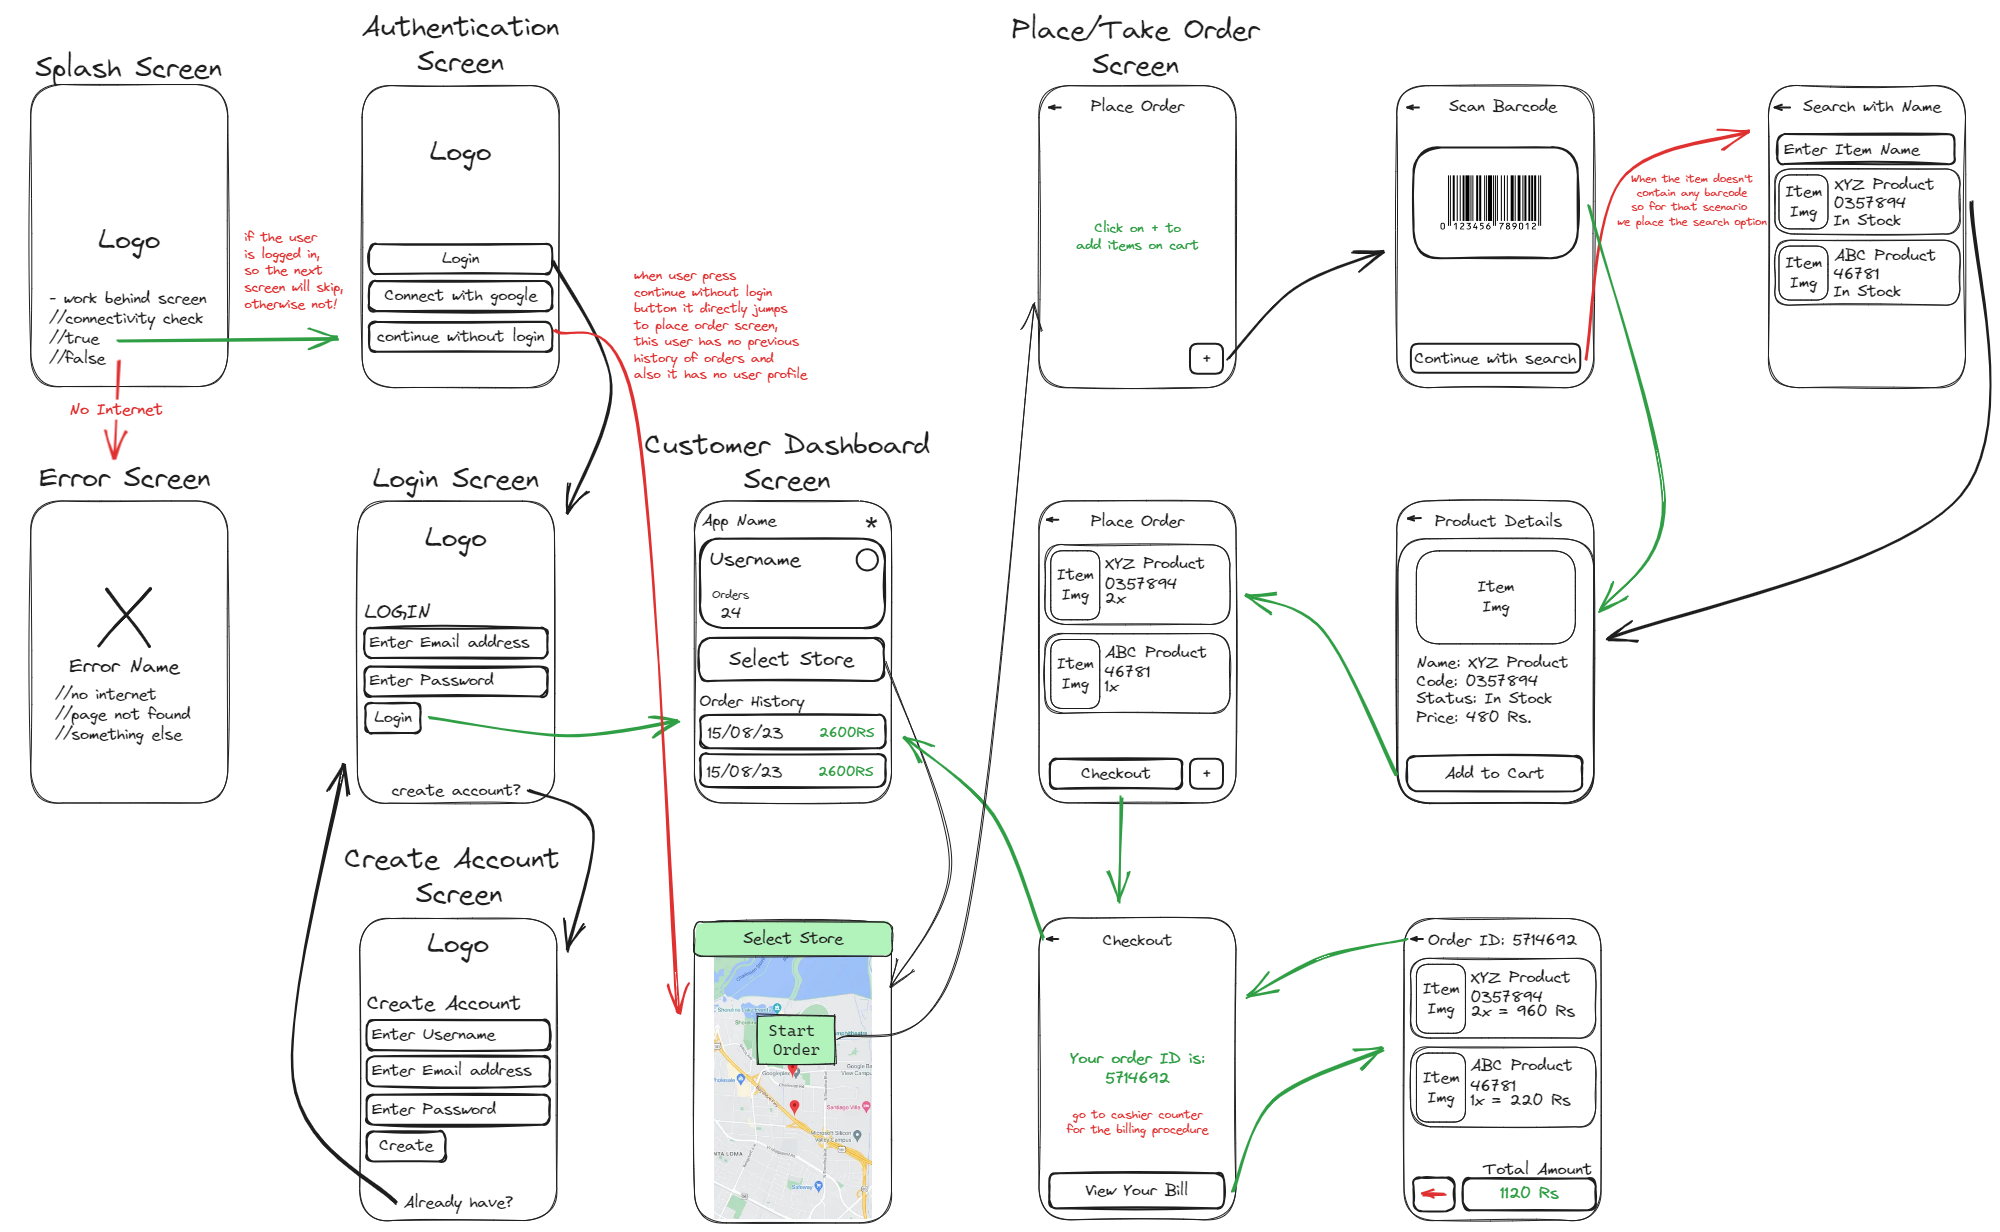 Splash Screen
Logo
- work behind screen
//connectivity check
//true
//false
if the user
is logged in,
so the next
screen will skip,
otherwise not!
No Internet
Error Screen
Error Name
//no internet
//page not found
//something else
Authentication
Screen
Logo
Login
Connect with google
continue without login
when user press
continue without login
button it directly jumps
to place order screen,
this user has no previous
history of orders and
also it has no user profile
Login Screen
Logo
LOGIN
Enter Email address
Enter Password
Login
create account?
Create Account
Screen
Logo
Create Account
Enter Username
Enter Email address
Enter Password
Create
Already have?
Customer Dashboard
Screen
App Name *
Username
Orders
24
Select Store
Order History
15/08/23 2600RS
15/08/23 2600RS
Select Store
Start
Order
Googleplex
Santiago Villa
Microsoft Silicon
Valley Campus
NTA LOMA
Safeway
Place/Take Order
Screen
Place Order
Click on + to
add items on cart
+
Scan Barcode
0 123456 789012
Continue with search
When the item doesn't
contain any barcode
so for that scenario
we place the search option
Search with Name
Enter Item Name
Item
Img
XYZ Product
0357894
In Stock
Item
Img
ABC Product
46781
In Stock
Place Order
Item
Img
XYZ Product
0357894
2x
Item
Img
ABC Product
46781
1x
Checkout
+
Product Details
Item
Img
Name: XYZ Product
Code: 0357894
Status: In Stock
Price: 480 Rs.
Add to Cart
Checkout
Your order ID is:
5714692
go to cashier counter
for the billing procedure
View Your Bill
Order ID: 5714692
Item
Img
XYZ Product
0357894
2x = 960 Rs
Item
Img
ABC Product
46781
1x = 220 Rs
Total Amount
1120 Rs